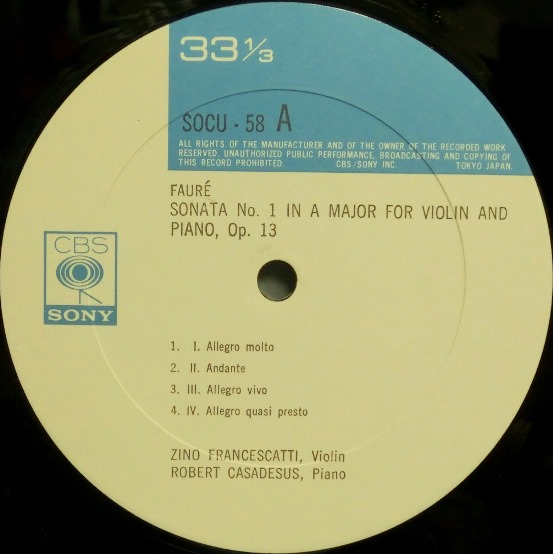 33 1/3
SOCU - 58 A
ALL RIGHTS OF THE MANUFACTURER AND OF THE OWNER OF THE RECORDED WORK
RESERVED. UNAUTHORIZED PUBLIC PERFORMANCE, BROADCASTING AND COPYING OF
THIS RECORD PROHIBITED. CBS/SONY INC. TOKYO JAPAN.
FAURÉ
SONATA No. 1 IN A MAJOR FOR VIOLIN AND
PIANO, Op. 13
CBS
SONY
1. I. Allegro molto
2. II. Andante
3. III. Allegro vivo
4. IV. Allegro quasi presto
ZINO FRANCESCATTI, Violin
ROBERT CASADESUS, Piano